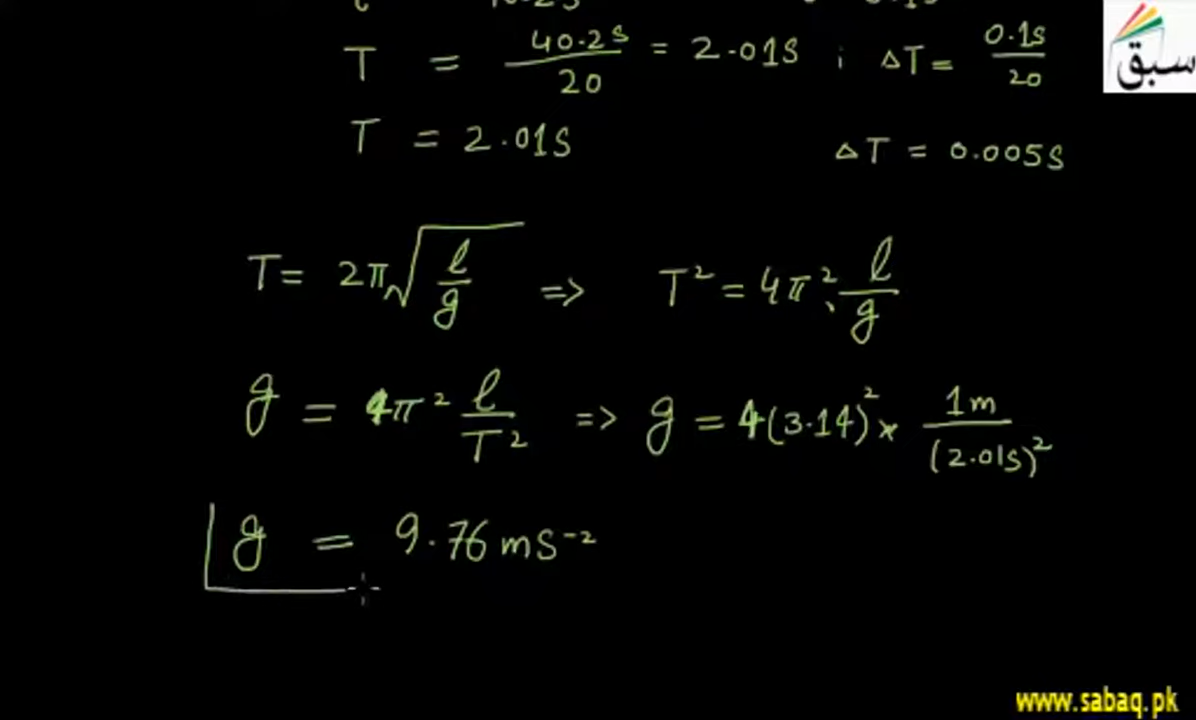 T = 40.2s/20 = 2.01s ; ΔT = 0.1s/20
سبق
T = 2.01s ΔT = 0.005s
T = 2π√(l/g) => T² = 4π². l/g
g = 4π² l/T² => g = 4(3.14)² × 1m/(2.01s)²
g = 9.76 ms⁻²
www.sabaq.pk